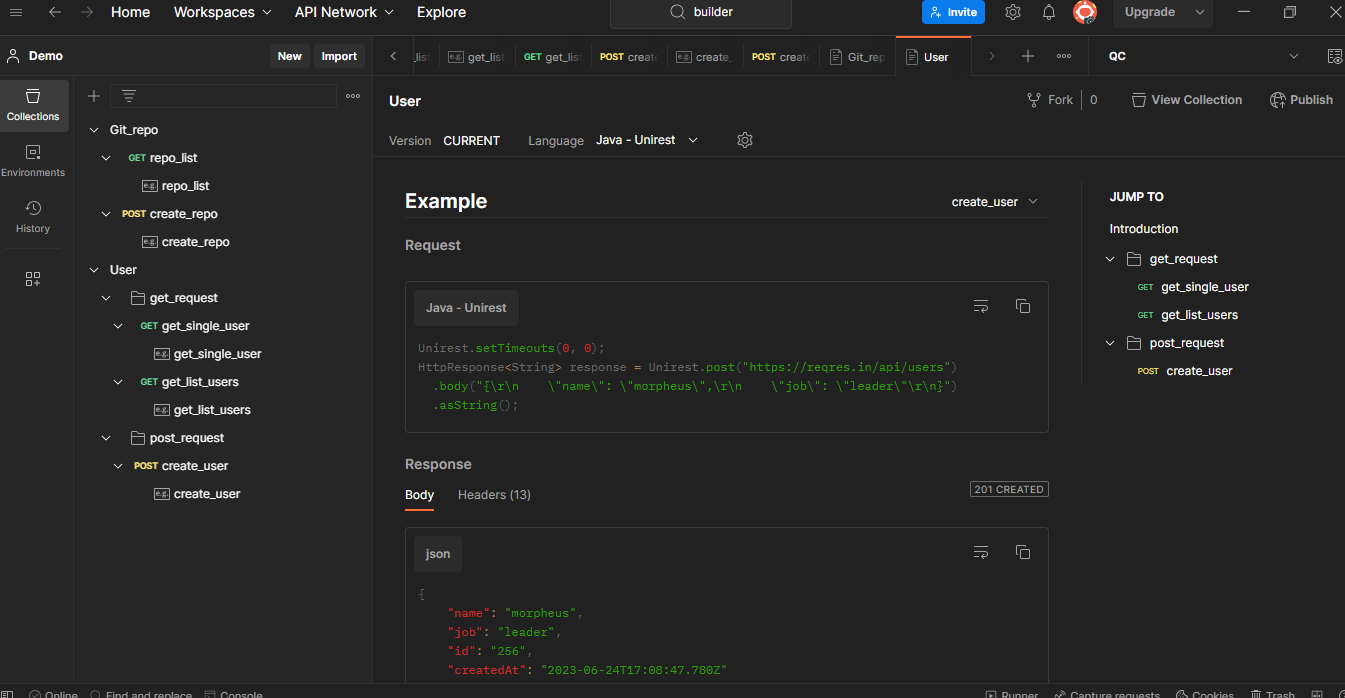 Home Workspaces API Network Explore builder Invite Upgrade
Demo New Import
_lis e.g. get_lis GET get_lis POST creat e.g. create_ POST creat Git_rep User QC
Collections
Environments
History
Git_repo
GET repo_list
e.g. repo_list
POST create_repo
e.g. create_repo
User
get_request
GET get_single_user
e.g. get_single_user
GET get_list_users
e.g. get_list_users
post_request
POST create_user
e.g. create_user
User Fork 0 View Collection Publish
Version CURRENT Language Java - Unirest
Example create_user
Request
Java - Unirest
Unirest.setTimeouts(0, 0);
HttpResponse<String> response = Unirest.post("https://reqres.in/api/users")
.body("{\r\n    \"name\": \"morpheus\",\r\n    \"job\": \"leader\"\r\n}")
.asString();
Response
Body Headers (13) 201 CREATED
json
{
"name": "morpheus",
"job": "leader",
"id": "256",
"createdAt": "2023-06-24T17:08:47.780Z"
JUMP TO
Introduction
get_request
GET get_single_user
GET get_list_users
post_request
POST create_user
Online Find and replace Console Runner Capture requests Cookies Trash